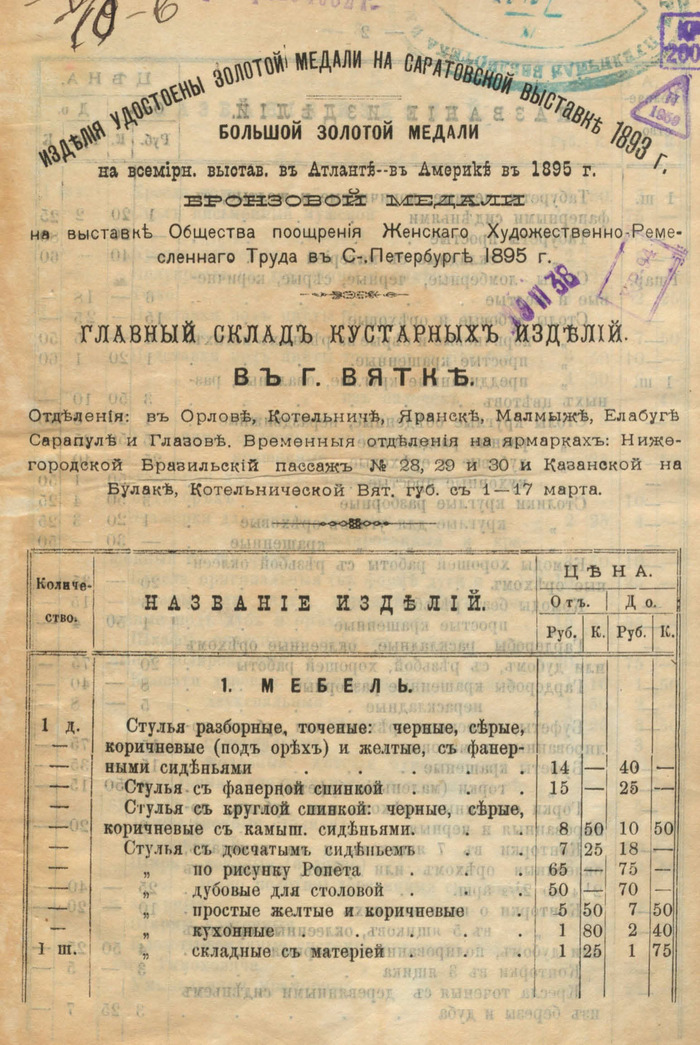 ИЗДѢЛІЯ УДОСТОЕНЫ ЗОЛОТОЙ МЕДАЛИ НА САРАТОВСКОЙ ВЫСТАВКѢ 1893 г.
БОЛЬШОЙ ЗОЛОТОЙ МЕДАЛИ
на всемірн. выстав. въ Атлантѣ--въ Америкѣ въ 1895 г.
БРОНЗОВОЙ МЕДАЛИ
на выставкѣ Общества поощренія Женскаго Художественно-Реме-
сленнаго Труда въ С-.Петербургѣ 1895 г.
19 II 38
ГЛАВНЫЙ СКЛАДЪ КУСТАРНЫХЪ ИЗДѢЛІЙ.
ВЪ Г. ВЯТКѢ.
Отдѣленія: въ Орловѣ, Котельничѣ, Яранскѣ, Малмыжѣ, Елабугѣ
Сарапулѣ и Глазовѣ. Временныя отдѣленія на ярмаркахъ: Ниже-
городской Бразильскій пассажъ № 28, 29 и 30 и Казанской на
Булакѣ, Котельнической Вят. губ. съ 1—17 марта.
Количе-
ство.
НАЗВАНІЕ ИЗДѢЛІЙ.
ЦѢНА.
Отъ. До.
Руб. К. Руб. К.
1. МЕБЕЛЬ.
1 д. Стулья разборные, точеные: черные, сѣрые,
— коричневые (подъ орѣхъ) и желтые, съ фанер-
— ными сидѣньями . . . . . 14 — 40 —
— Стулья съ фанерной спинкой . . . 15 — 25 —
— Стулья съ круглой спинкой: черные, сѣрые,
— коричневые съ камыш. сидѣньями. . . 8 50 10 50
— Стулья съ досчатымъ сидѣньемъ . . 7 25 18 —
— „ по рисунку Ропета . . . 65 — 75 —
— „ дубовые для столовой . . . 50 — 70 —
— „ простые желтые и коричневые . 5 50 7 50
— „ кухонные . . . . . 1 80 2 40
1 ш. „ складные съ матеріей . . . 1 25 1 75